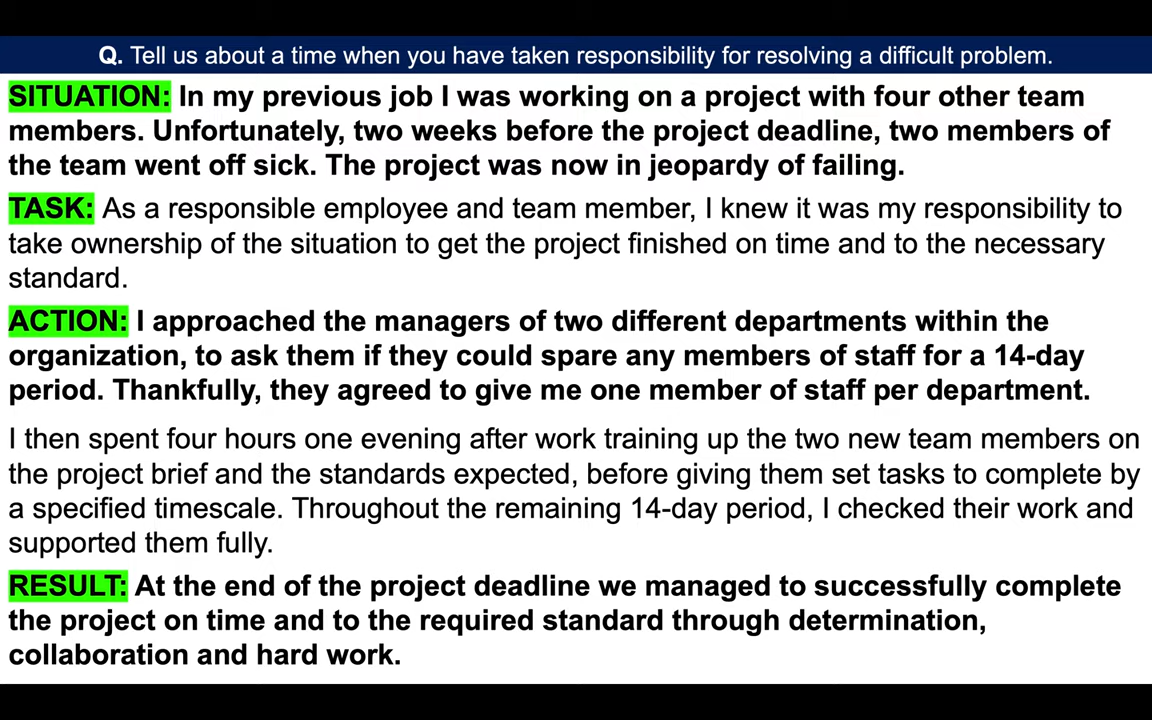 Q. Tell us about a time when you have taken responsibility for resolving a difficult problem.
SITUATION: In my previous job I was working on a project with four other team
members. Unfortunately, two weeks before the project deadline, two members of
the team went off sick. The project was now in jeopardy of failing.
TASK: As a responsible employee and team member, I knew it was my responsibility to
take ownership of the situation to get the project finished on time and to the necessary
standard.
ACTION: I approached the managers of two different departments within the
organization, to ask them if they could spare any members of staff for a 14-day
period. Thankfully, they agreed to give me one member of staff per department.
I then spent four hours one evening after work training up the two new team members on
the project brief and the standards expected, before giving them set tasks to complete by
a specified timescale. Throughout the remaining 14-day period, I checked their work and
supported them fully.
RESULT: At the end of the project deadline we managed to successfully complete
the project on time and to the required standard through determination,
collaboration and hard work.